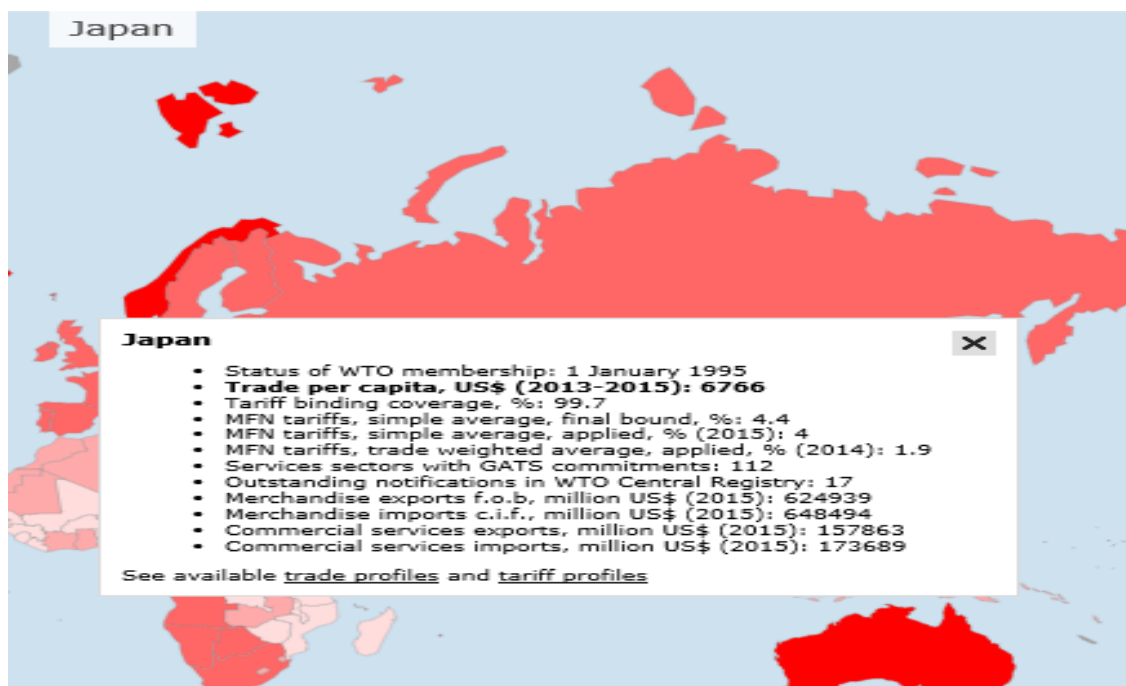 Japan
Japan
• Status of WTO membership: 1 January 1995
• Trade per capita, US$ (2013-2015): 6766
• Tariff binding coverage, %: 99.7
• MFN tariffs, simple average, final bound, %: 4.4
• MFN tariffs, simple average, applied, % (2015): 4
• MFN tariffs, trade weighted average, applied, % (2014): 1.9
• Services sectors with GATS commitments: 112
• Outstanding notifications in WTO Central Registry: 17
• Merchandise exports f.o.b, million US$ (2015): 624939
• Merchandise imports c.i.f., million US$ (2015): 648494
• Commercial services exports, million US$ (2015): 157863
• Commercial services imports, million US$ (2015): 173689
See available trade profiles and tariff profiles